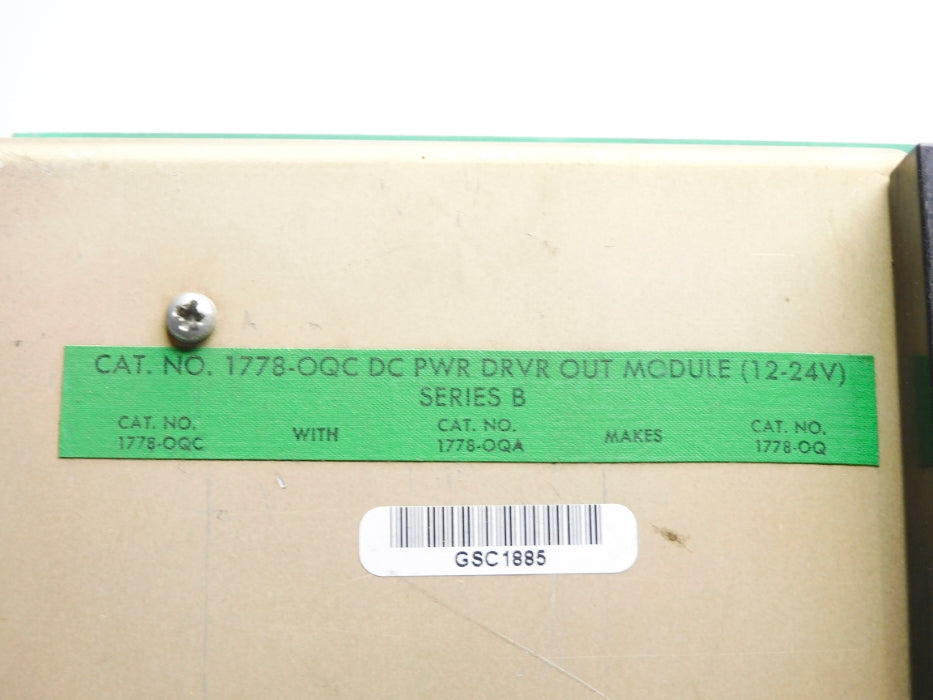 CAT. NO. 1778-OQC DC PWR DRVR OUT MODULE (12-24V)
SERIES B
CAT. NO. 1778-OQC WITH CAT. NO. 1778-OQA MAKES CAT. NO. 1778-OQ
GSC1885